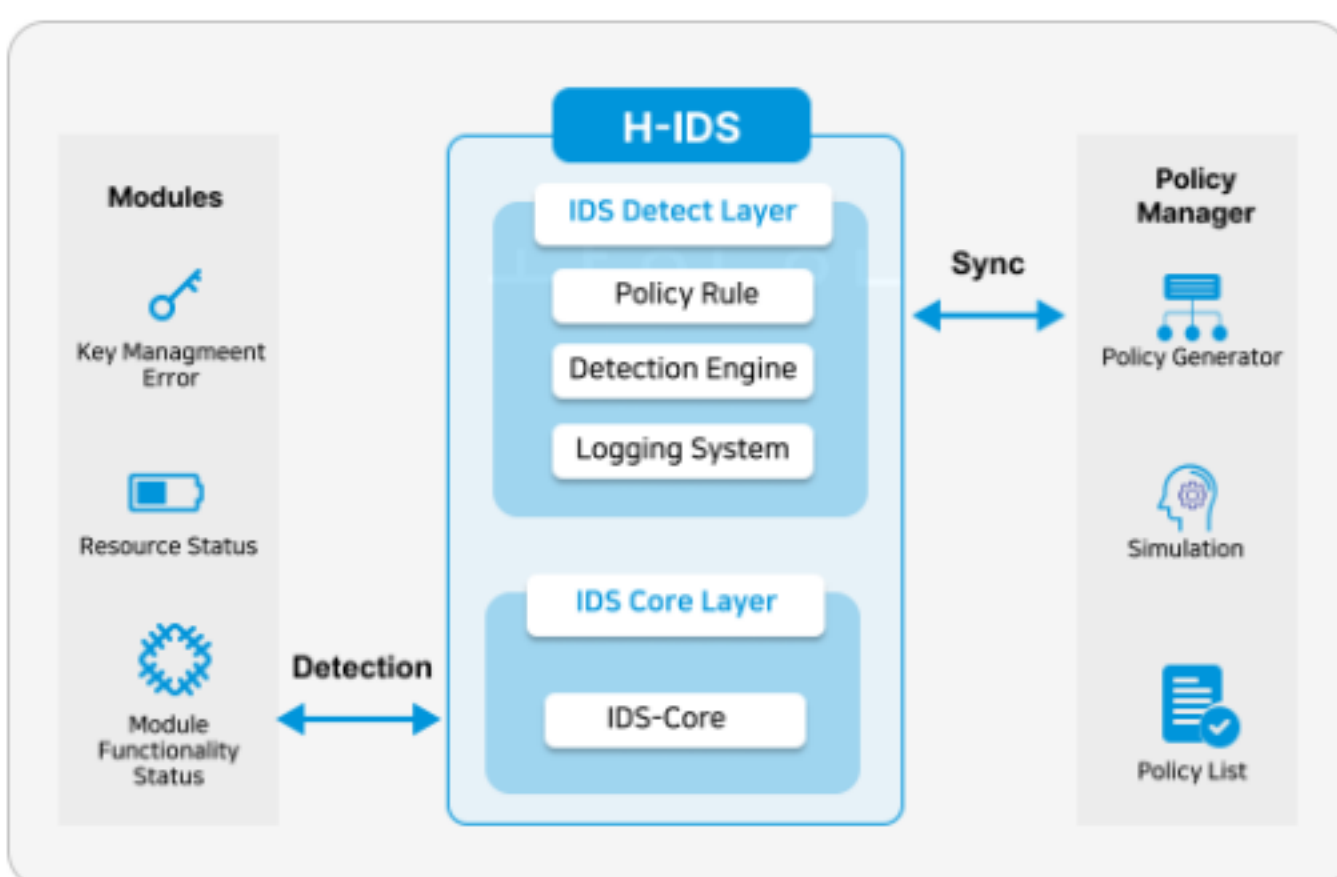 H-IDS
Modules
Key Managmeent
Error
Resource Status
Module
Functionality
Status
Detection
IDS Detect Layer
Policy Rule
Detection Engine
Logging System
IDS Core Layer
IDS-Core
Sync
Policy
Manager
Policy Generator
Simulation
Policy List